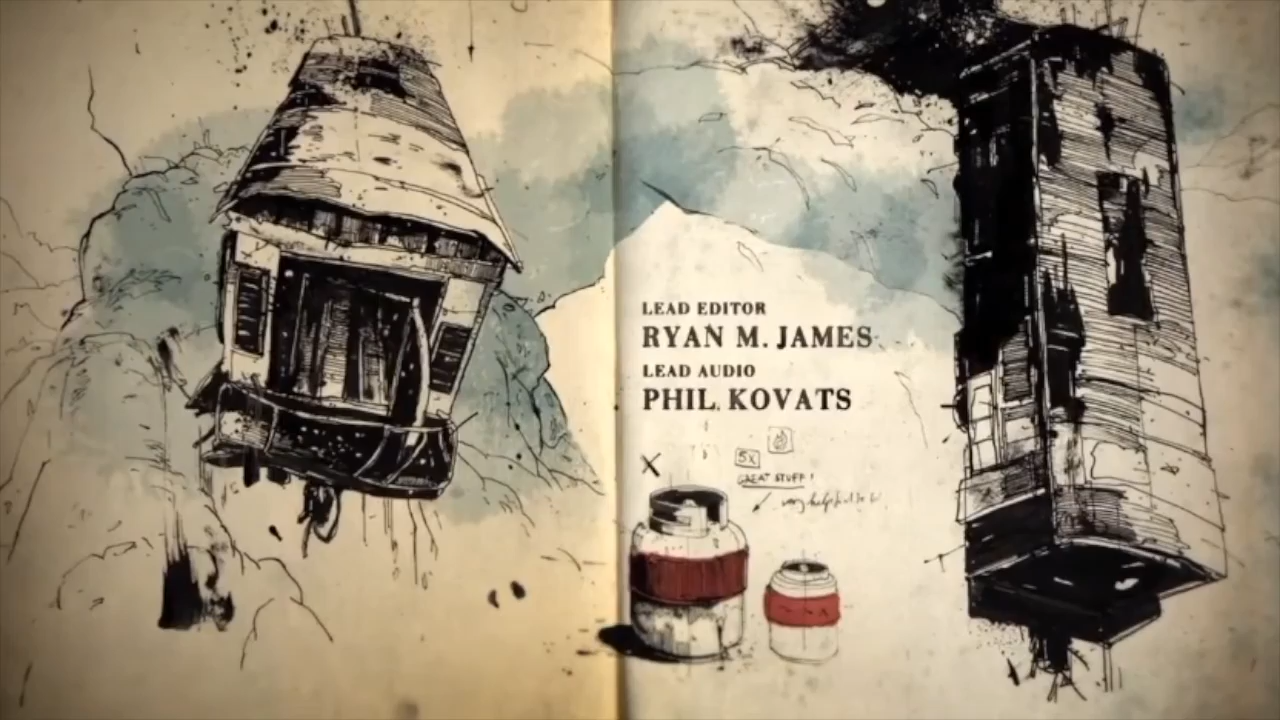 LEAD EDITOR
RYAN M. JAMES
LEAD AUDIO
PHIL KOVATS
5X
GREAT STUFF!